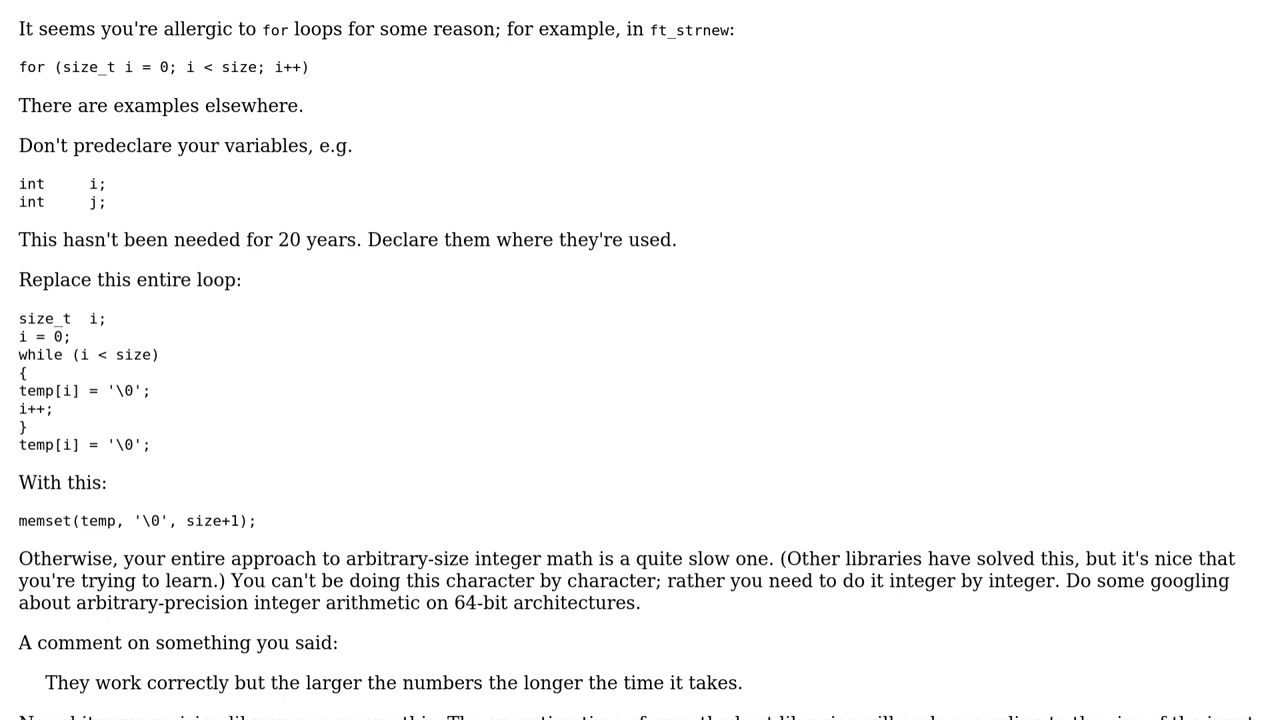 It seems you're allergic to for loops for some reason; for example, in ft_strnew:
for (size_t i = 0; i < size; i++)
There are examples elsewhere.
Don't predeclare your variables, e.g.
int     i;
int     j;
This hasn't been needed for 20 years. Declare them where they're used.
Replace this entire loop:
size_t  i;
i = 0;
while (i < size)
{
temp[i] = '\0';
i++;
}
temp[i] = '\0';
With this:
memset(temp, '\0', size+1);
Otherwise, your entire approach to arbitrary-size integer math is a quite slow one. (Other libraries have solved this, but it's nice that
you're trying to learn.) You can't be doing this character by character; rather you need to do it integer by integer. Do some googling
about arbitrary-precision integer arithmetic on 64-bit architectures.
A comment on something you said:
They work correctly but the larger the numbers the longer the time it takes.